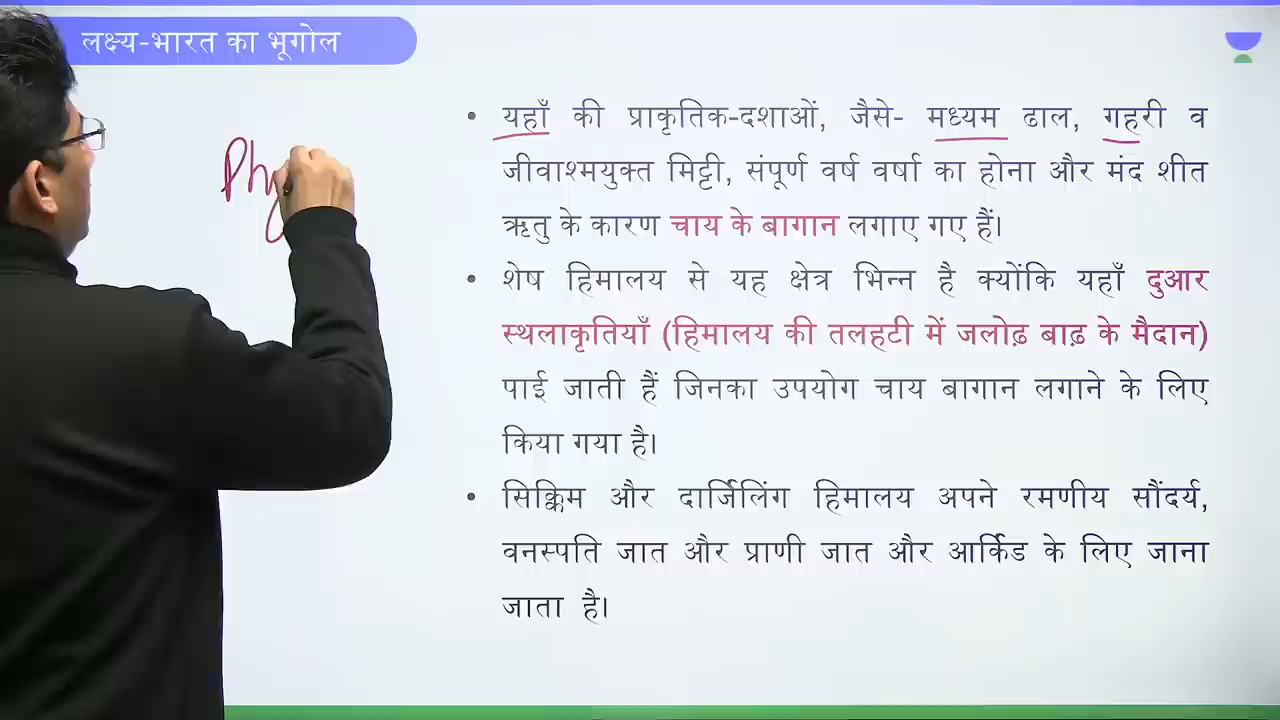 लक्ष्य-भारत का भूगोल
• यहाँ की प्राकृतिक-दशाओं, जैसे- मध्यम ढाल, गहरी व
जीवाश्मयुक्त मिट्टी, संपूर्ण वर्ष वर्षा का होना और मंद शीत
ऋतु के कारण चाय के बागान लगाए गए हैं।
• शेष हिमालय से यह क्षेत्र भिन्न है क्योंकि यहाँ दुआर
स्थलाकृतियाँ (हिमालय की तलहटी में जलोढ़ बाढ़ के मैदान)
पाई जाती हैं जिनका उपयोग चाय बागान लगाने के लिए
किया गया है।
• सिक्किम और दार्जिलिंग हिमालय अपने रमणीय सौंदर्य,
वनस्पति जात और प्राणी जात और आर्किड के लिए जाना
जाता है।
Phy